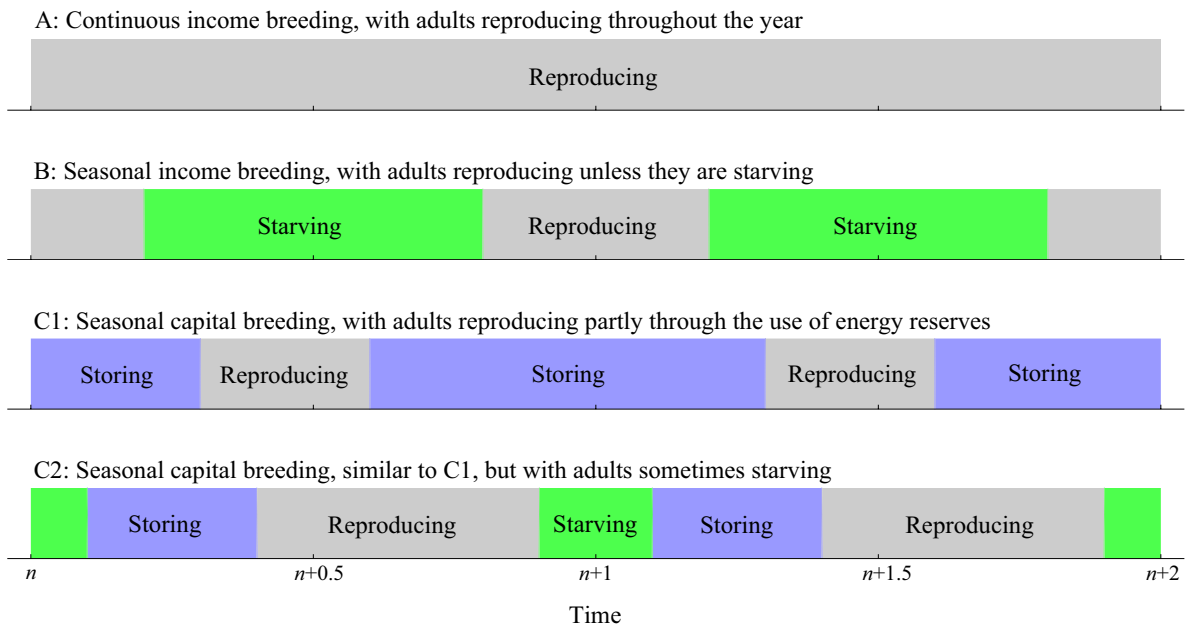 A: Continuous income breeding, with adults reproducing throughout the year
Reproducing
B: Seasonal income breeding, with adults reproducing unless they are starving
Starving Reproducing Starving
C1: Seasonal capital breeding, with adults reproducing partly through the use of energy reserves
Storing Reproducing Storing Reproducing Storing
C2: Seasonal capital breeding, similar to C1, but with adults sometimes starving
Storing Reproducing Starving Storing Reproducing
n n+0.5 n+1 n+1.5 n+2
Time